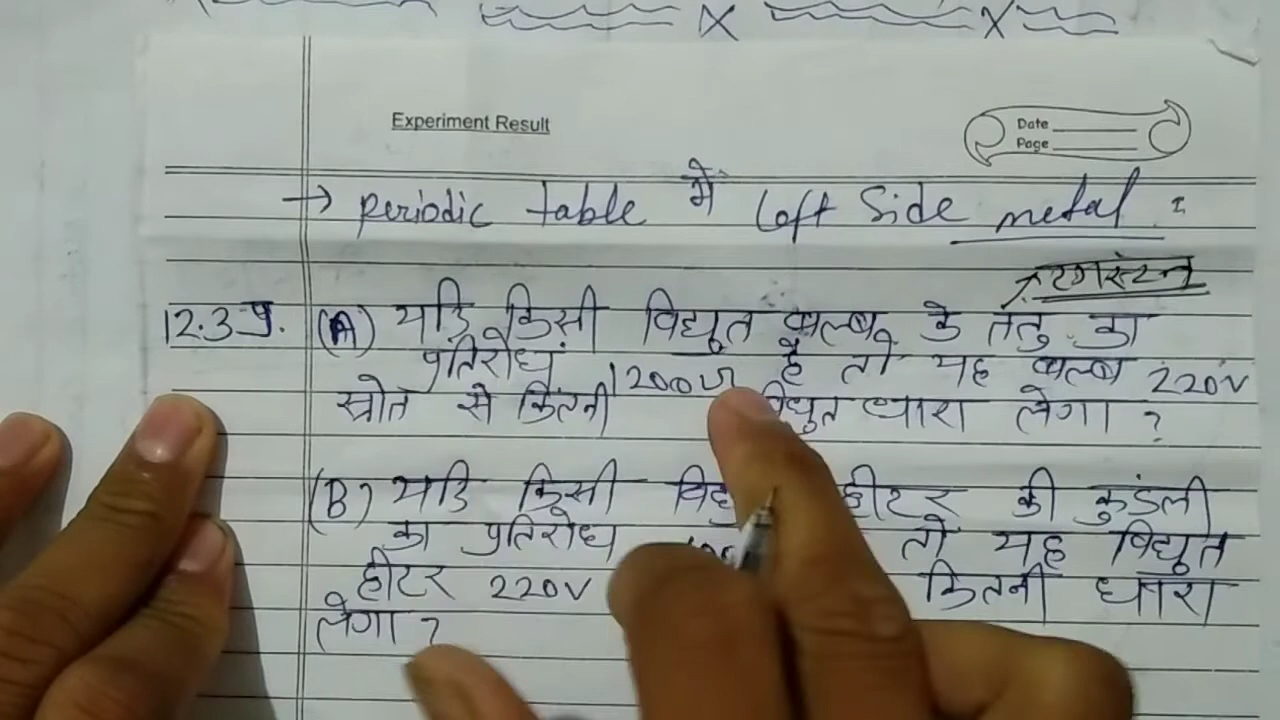 Experiment Result
Date
Page
→ Periodic table में Left Side metal :
टंगस्टन
12.3 प्र. (A) यदि किसी विद्युत बल्ब के तंतु का
प्रतिरोध 1200Ω है तो यह बल्ब 220V
स्त्रोत से कितनी विद्युत धारा लेगा ?
(B) यदि किसी हीटर की कुंडली
का प्रतिरोध तो यह विद्युत
हीटर 220V कितनी धारा
लेगा ?